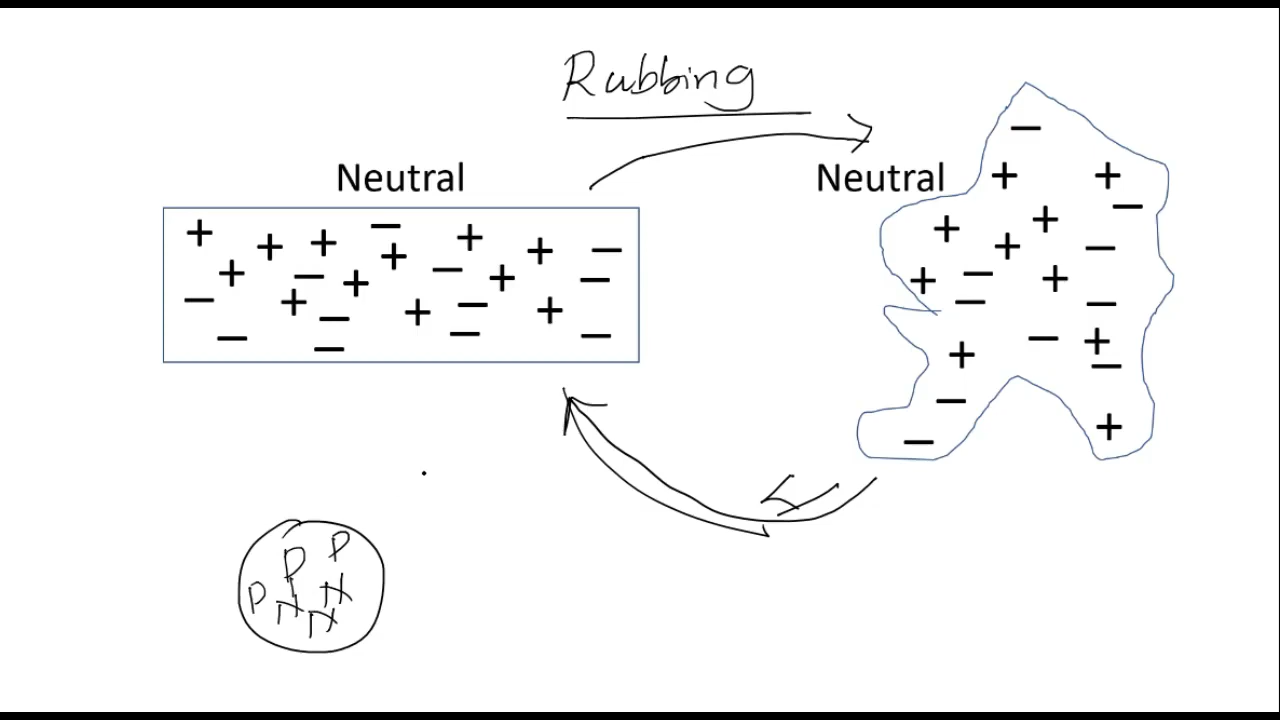 Rubbing
Neutral
Neutral
+ + + − + + + −
+ − + − + −
− + − + − +
− − − −
−
−
+ +
−
+ + +
−
+ − + −
− −
+ − +
−
−
− +
P P
P N N
N